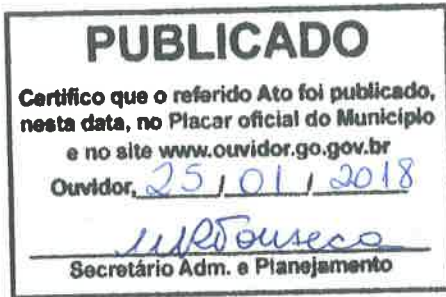 PUBLICADO
Certifico que o referido Ato foi publicado,
nesta data, no Placar oficial do Município
e no site www.ouvidor.go.gov.br
Ouvidor, 25 / 01 / 2018
Secretário Adm. e Planejamento